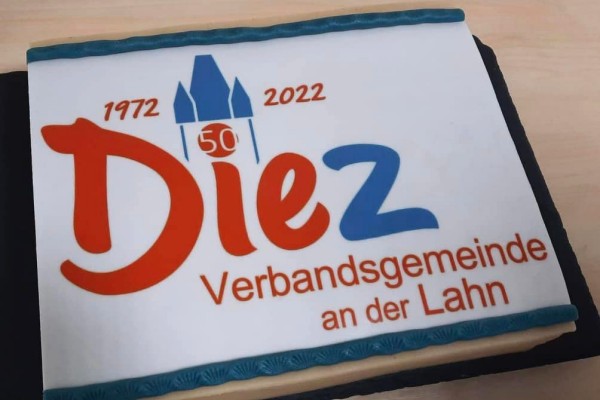 1972 2022
50
Diez
Verbandsgemeinde
an der Lahn